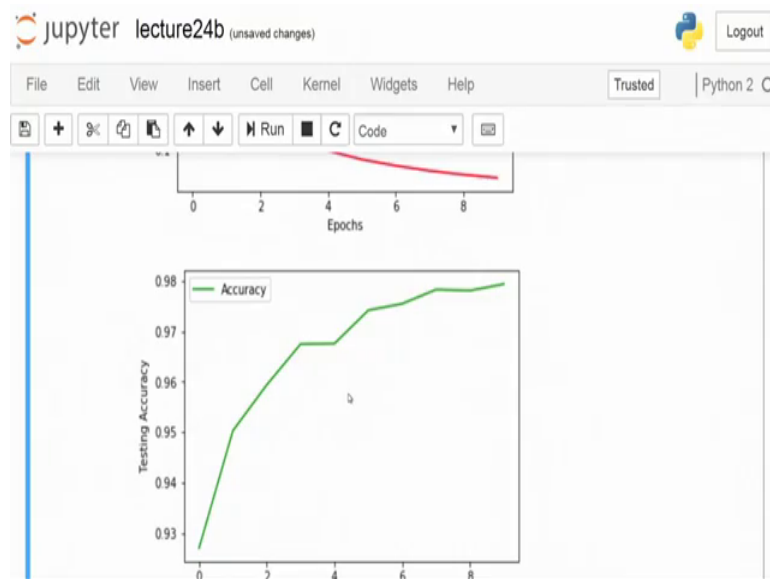 jupyter lecture24b (unsaved changes)
Logout
File Edit View Insert Cell Kernel Widgets Help
Trusted
Python 2
Run
Code
0 2 4 6 8
Epochs
0.98
Accuracy
0.97
0.96
0.95
0.94
0.93
Testing Accuracy
0 2 4 6 8